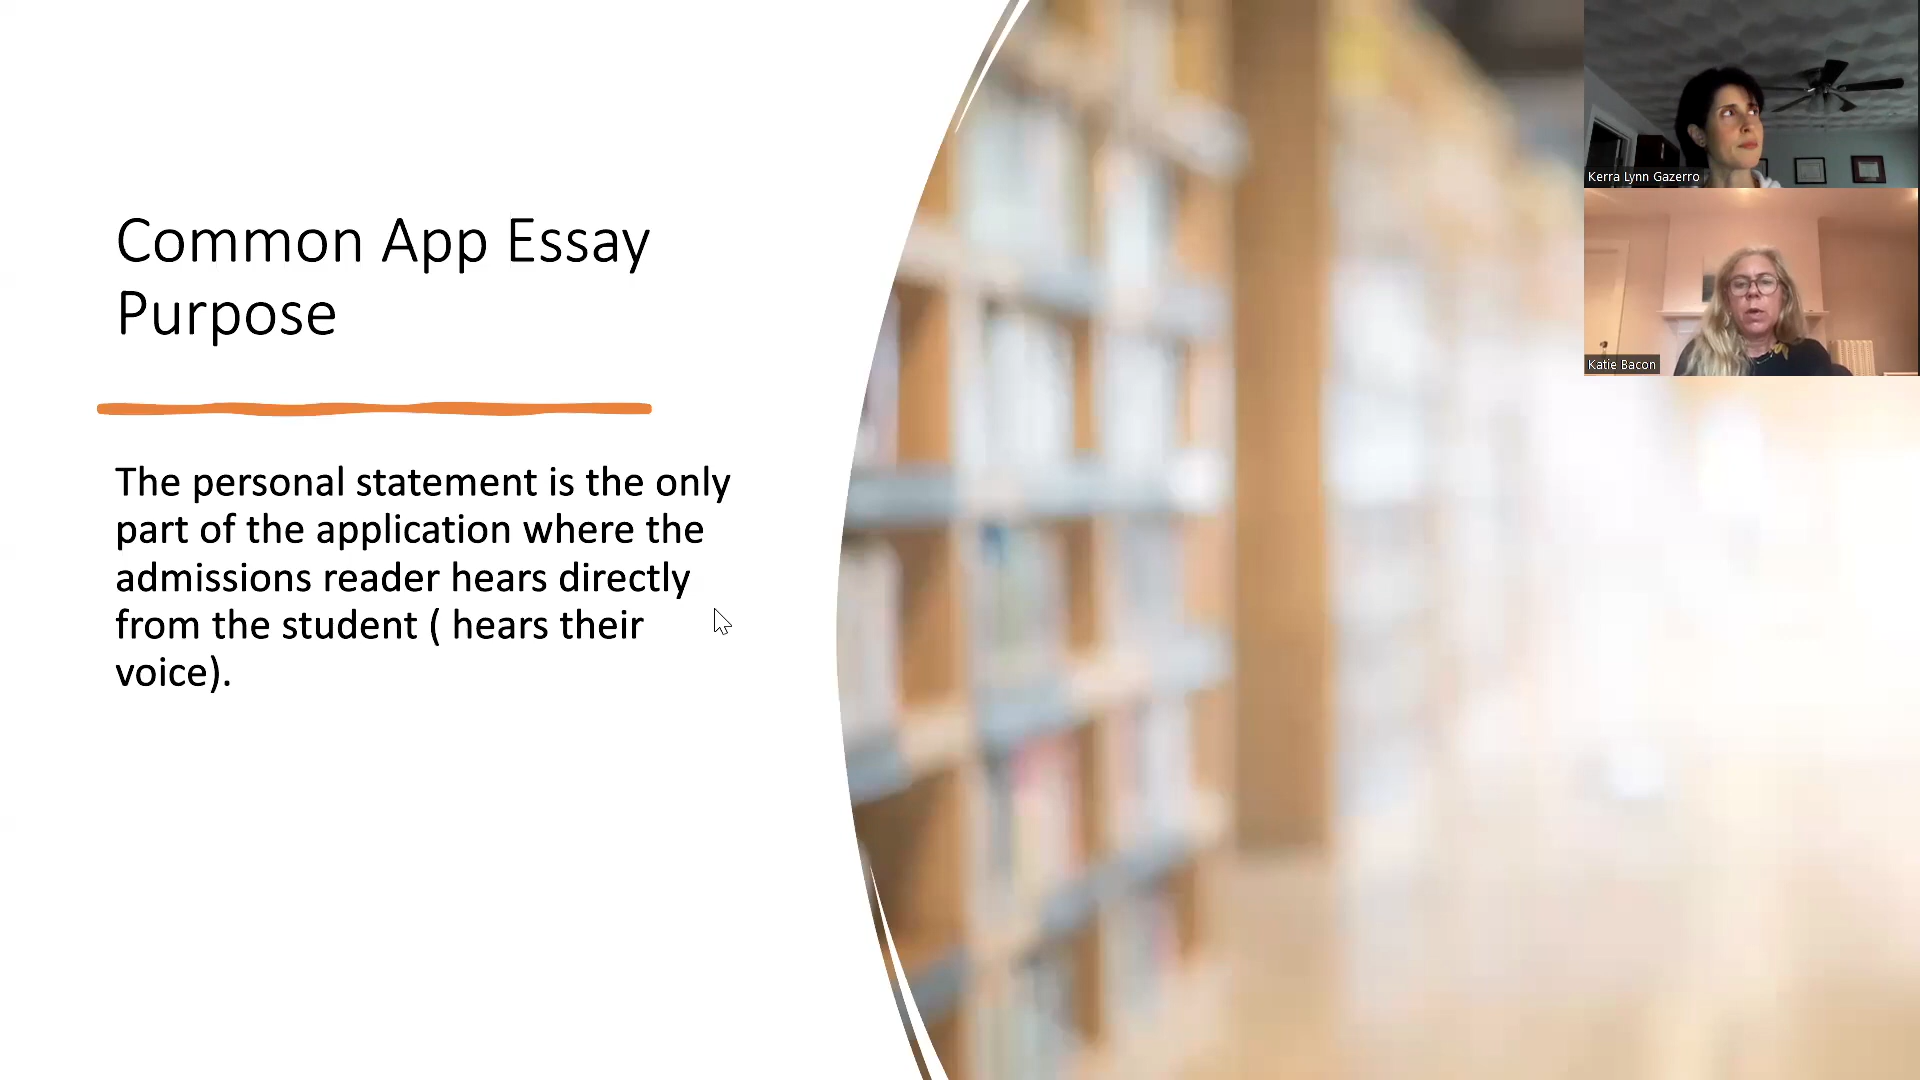 Common App Essay
Purpose
The personal statement is the only
part of the application where the
admissions reader hears directly
from the student ( hears their
voice).
Kerra Lynn Gazerro
Katie Bacon